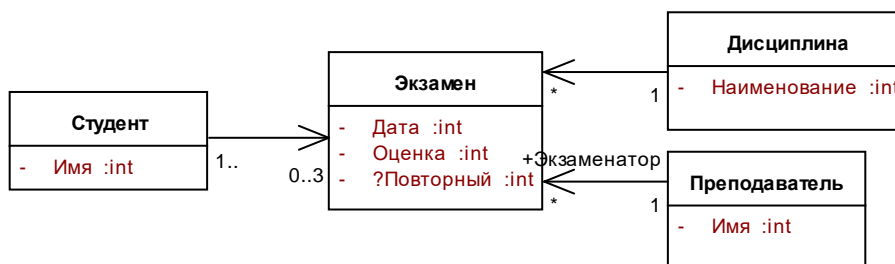 Студент
- Имя :int
1..
0..3
Экзамен
- Дата :int
- Оценка :int
- ?Повторный :int
*
1
Дисциплина
- Наименование :int
+Экзаменатор
*
1
Преподаватель
- Имя :int